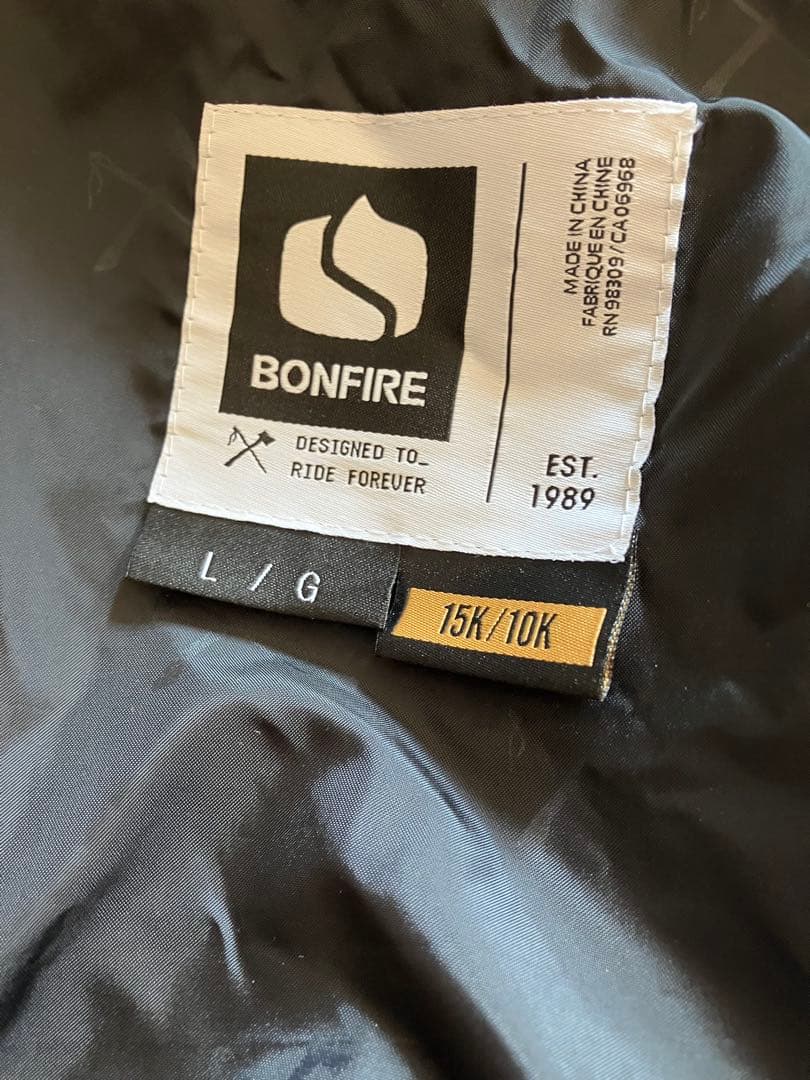 BONFIRE
DESIGNED TO_
RIDE FOREVER
MADE IN CHINA
FABRIQUE EN CHINE
RN 98309/CA06968
EST.
1989
L / G
15K/10K